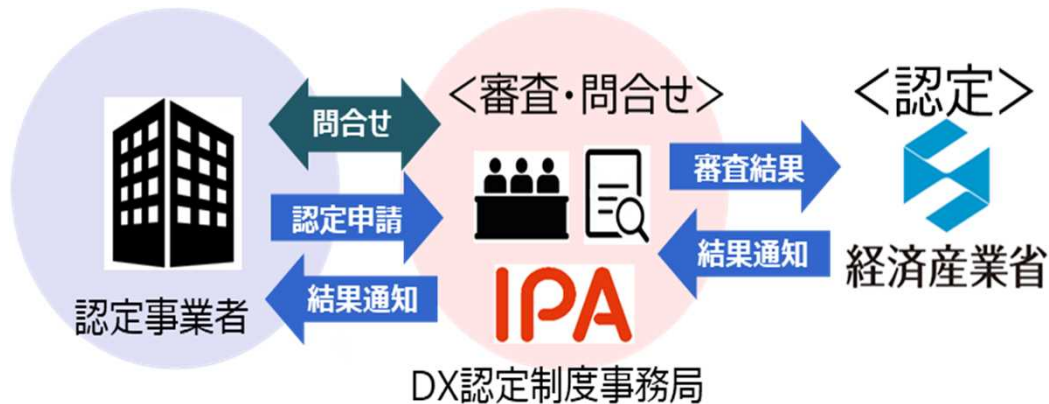 問合せ
認定申請
結果通知
認定事業者
＜審査・問合せ＞
IPA
DX認定制度事務局
審査結果
結果通知
＜認定＞
経済産業省